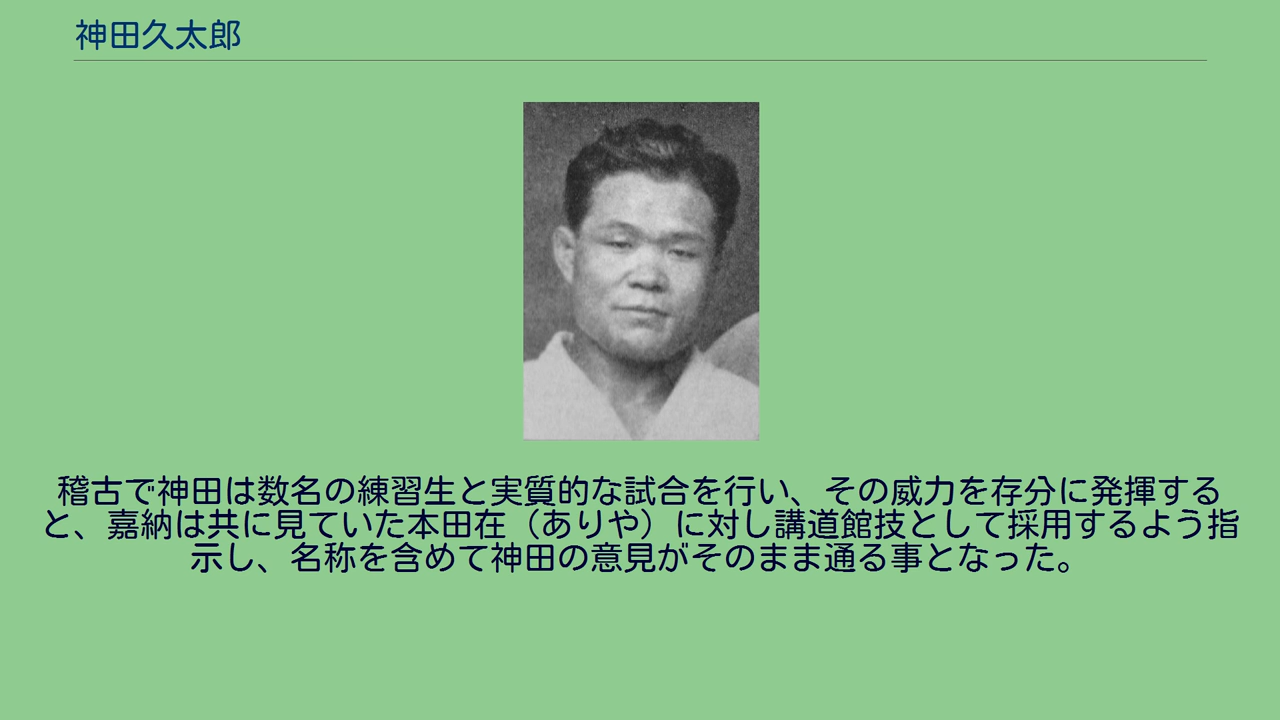 神田久太郎
稽古で神田は数名の練習生と実質的な試合を行い、その威力を存分に発揮する
と、嘉納は共に見ていた本田在（ありや）に対し講道館技として採用するよう指
示し、名称を含めて神田の意見がそのまま通る事となった。